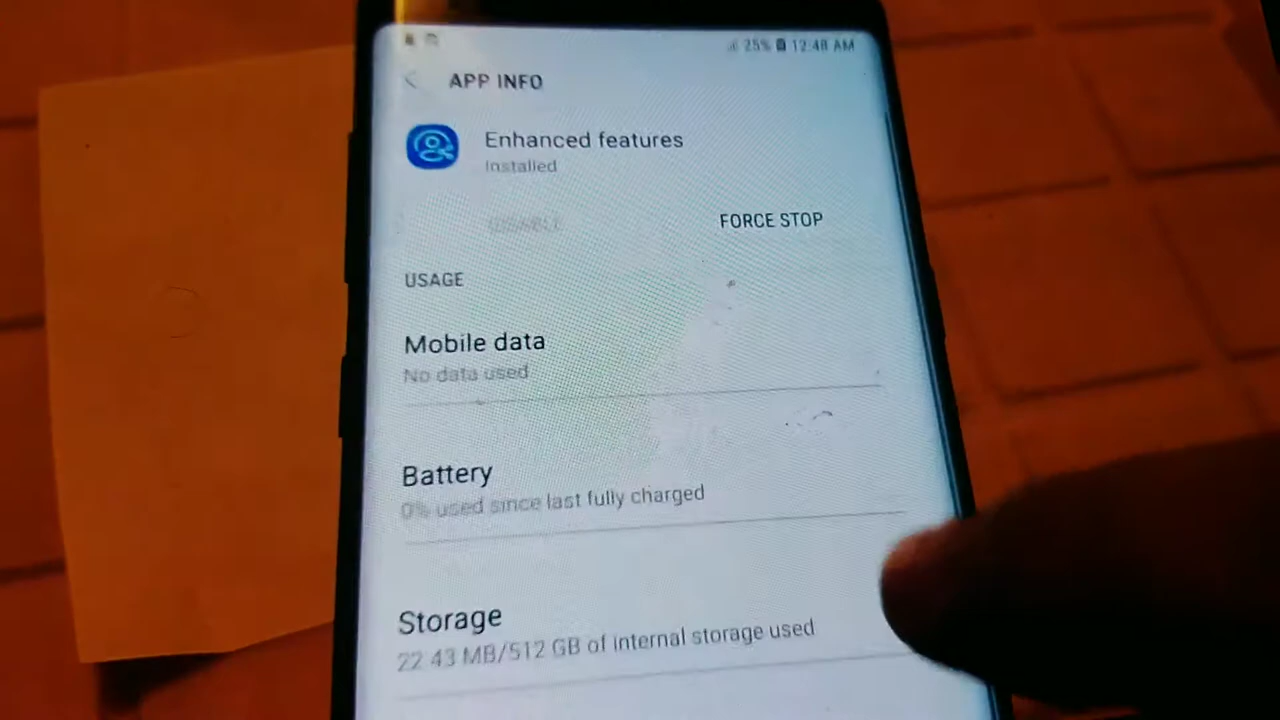 25% 12:48 AM
APP INFO
Enhanced features
Installed
DISABLE
FORCE STOP
USAGE
Mobile data
No data used
Battery
0% used since last fully charged
Storage
22.43 MB/512 GB of internal storage used